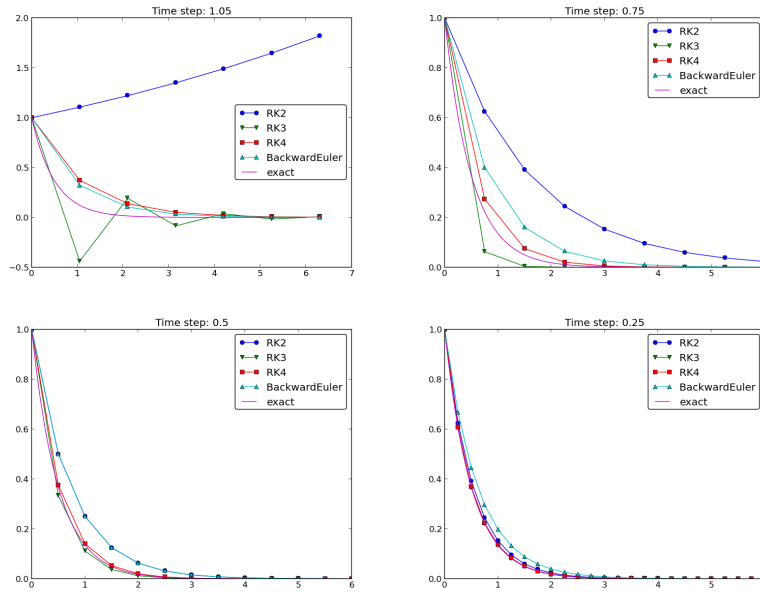 Time step: 1.05
2.0
1.5
1.0
0.5
0.0
−0.5
0 1 2 3 4 5 6 7
RK2
RK3
RK4
BackwardEuler
exact
Time step: 0.75
1.0
0.8
0.6
0.4
0.2
0.0
0 1 2 3 4 5
RK2
RK3
RK4
BackwardEuler
exact
Time step: 0.5
1.0
0.8
0.6
0.4
0.2
0.0
0 1 2 3 4 5 6
RK2
RK3
RK4
BackwardEuler
exact
Time step: 0.25
1.0
0.8
0.6
0.4
0.2
0.0
0 1 2 3 4 5
RK2
RK3
RK4
BackwardEuler
exact